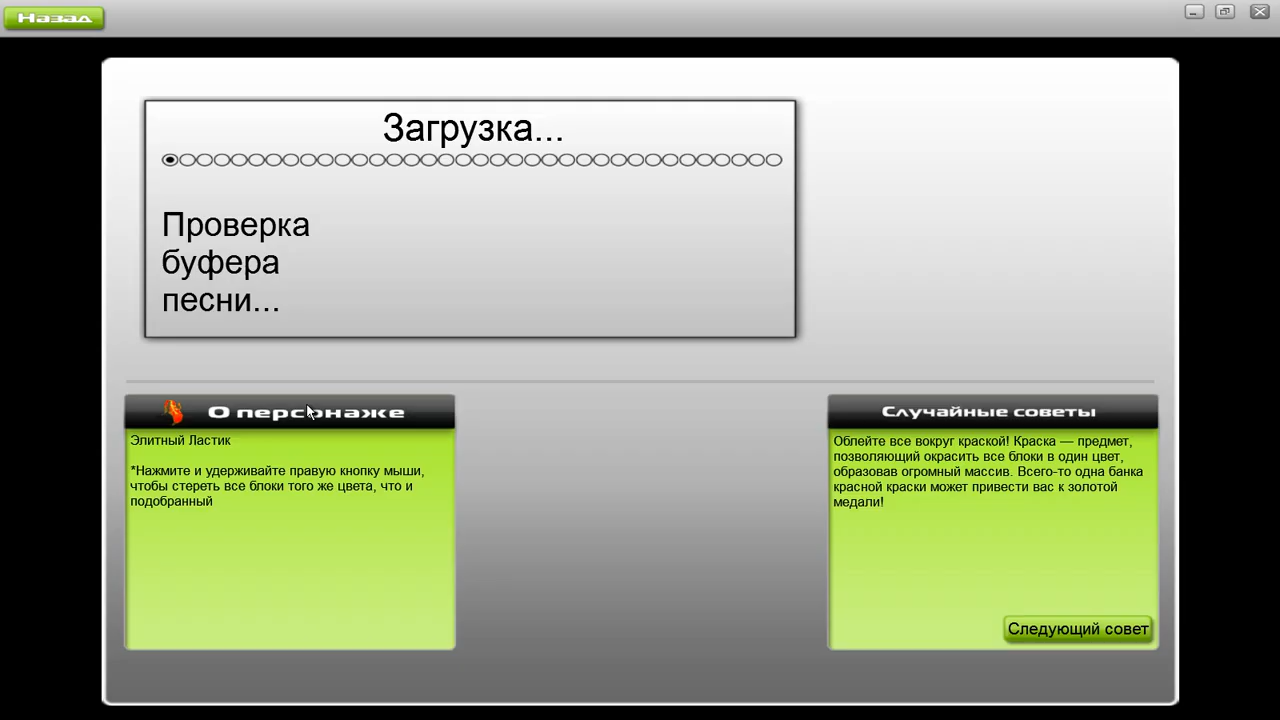 Назад
Загрузка...
Проверка
буфера
песни...
О персонаже
Элитный Ластик
*Нажмите и удерживайте правую кнопку мыши,
чтобы стереть все блоки того же цвета, что и
подобранный
Случайные советы
Облейте все вокруг краской! Краска — предмет,
позволяющий окрасить все блоки в один цвет,
образовав огромный массив. Всего-то одна банка
красной краски может привести вас к золотой
медали!
Следующий совет